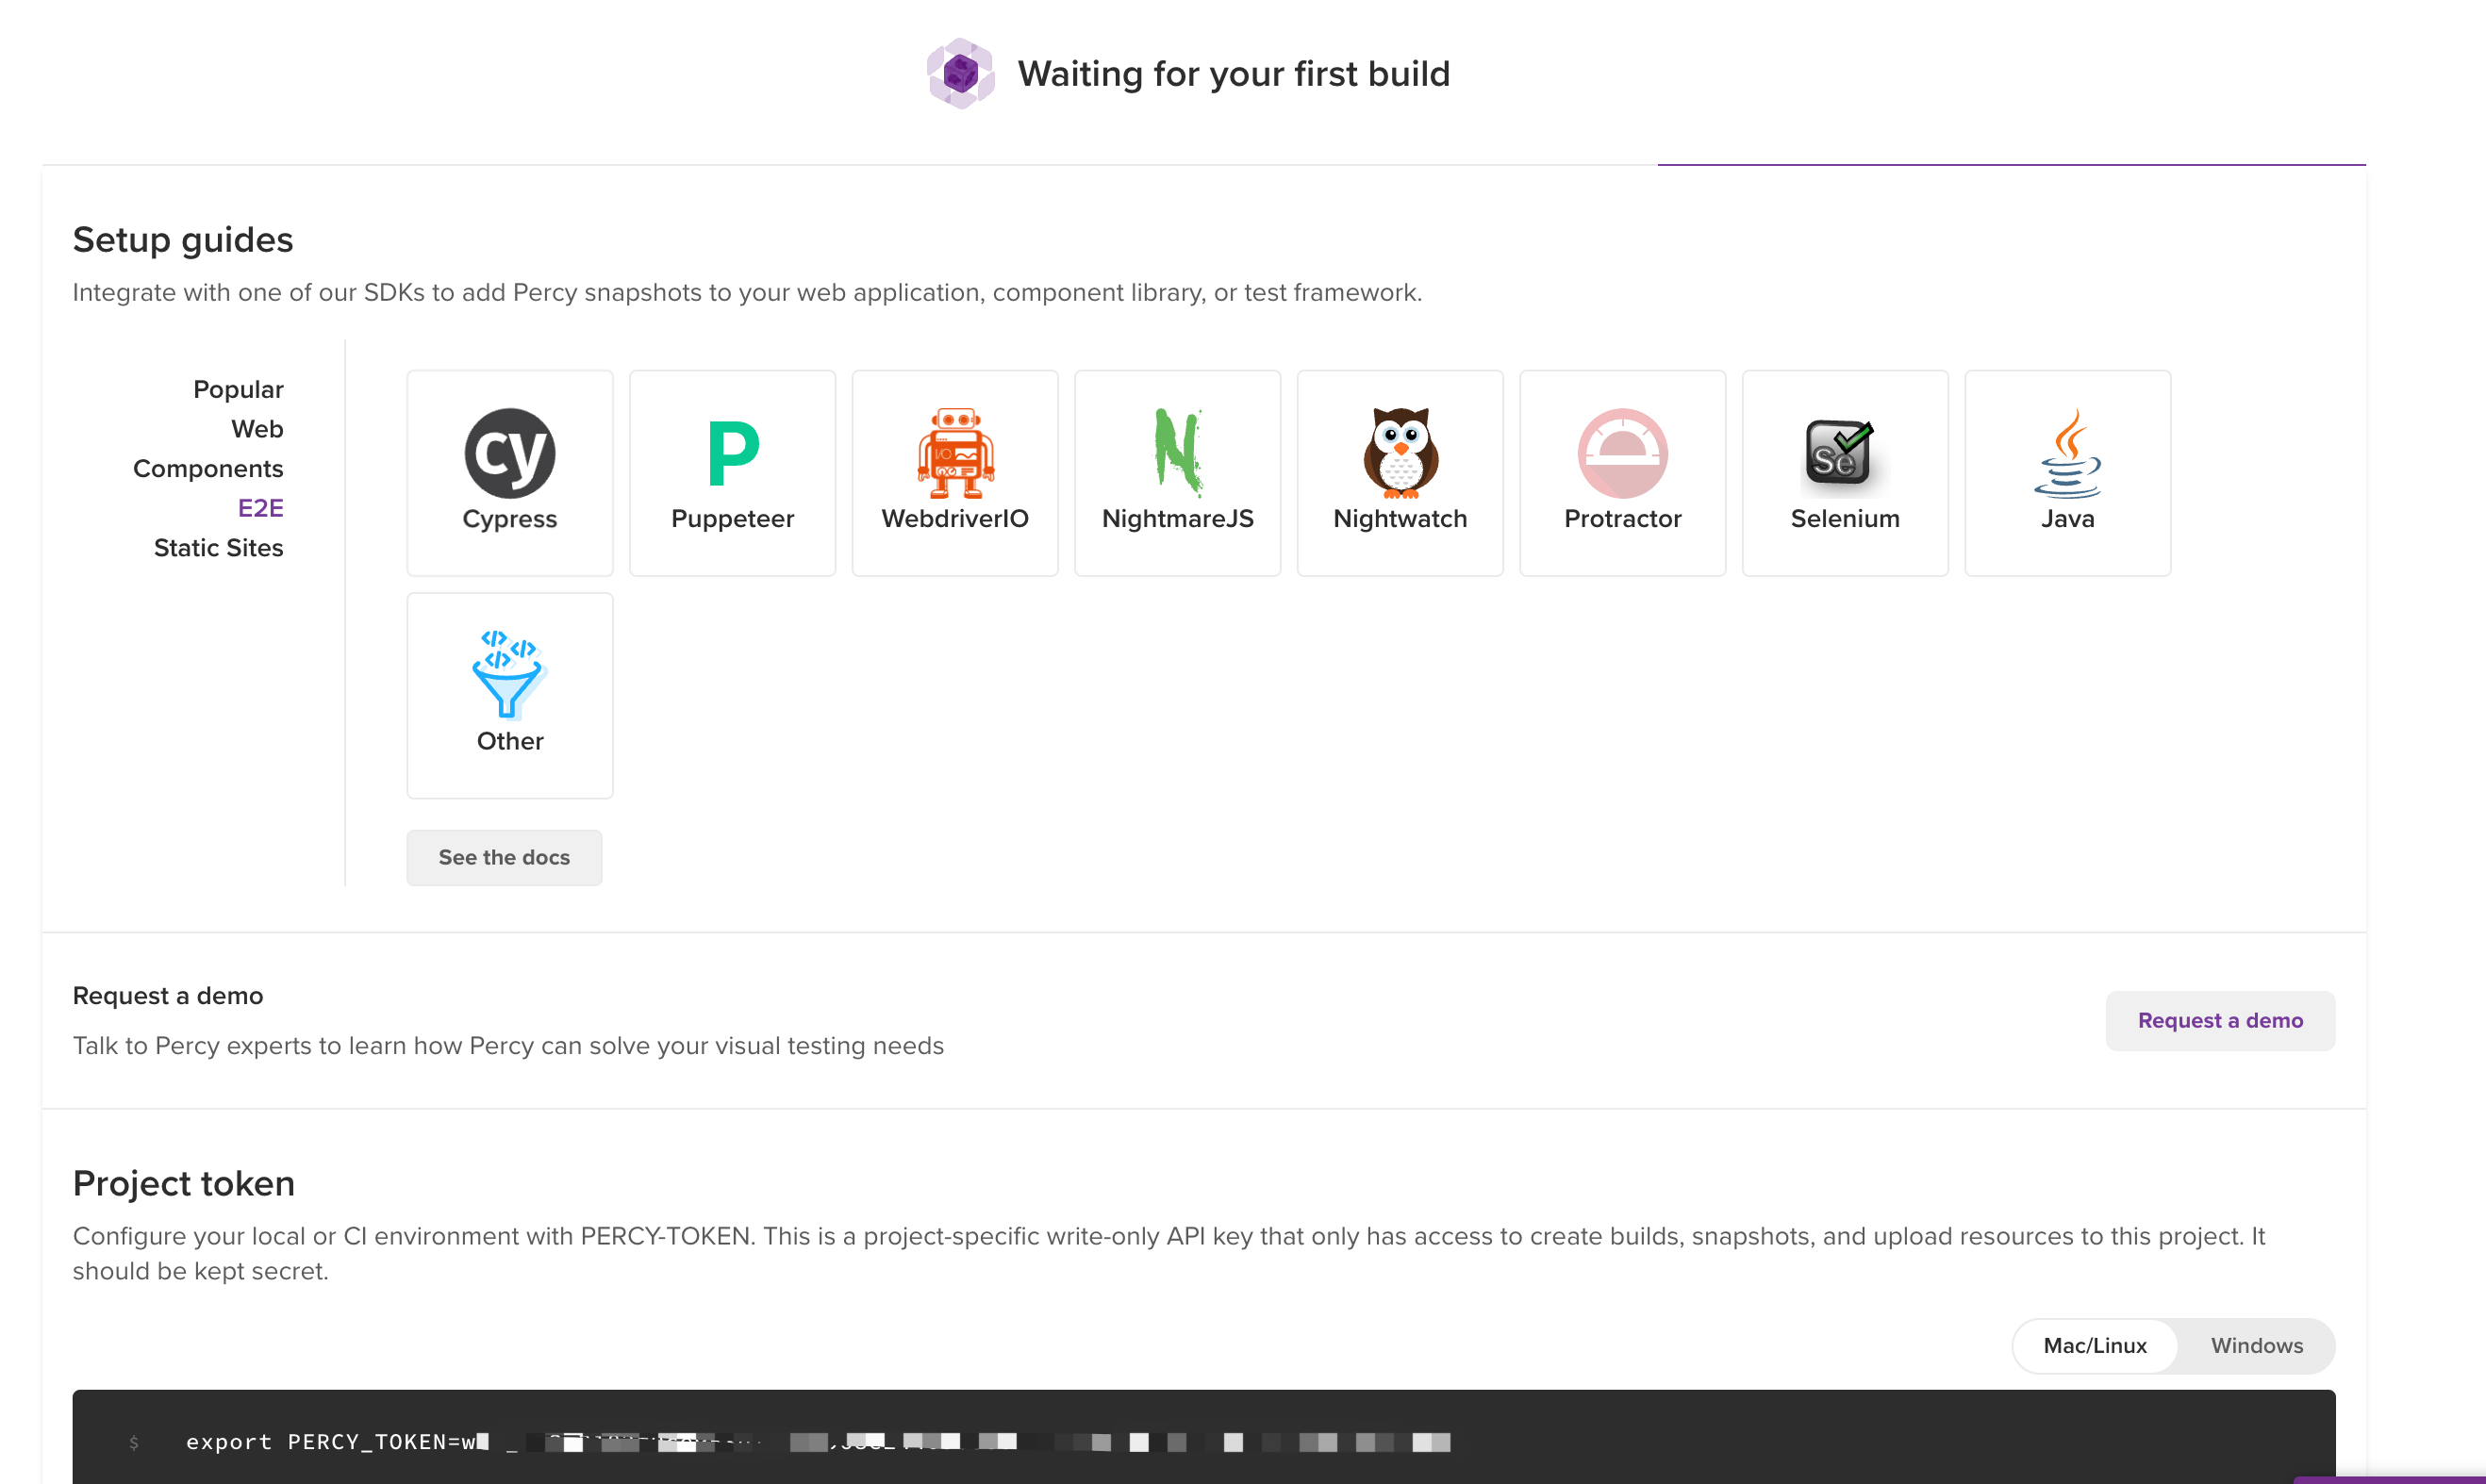 Waiting for your first build
Setup guides
Integrate with one of our SDKs to add Percy snapshots to your web application, component library, or test framework.
Popular
Web
Components
E2E
Static Sites
Cypress
Puppeteer
WebdriverIO
NightmareJS
Nightwatch
Protractor
Selenium
Java
Other
See the docs
Request a demo
Talk to Percy experts to learn how Percy can solve your visual testing needs
Request a demo
Project token
Configure your local or CI environment with PERCY-TOKEN. This is a project-specific write-only API key that only has access to create builds, snapshots, and upload resources to this project. It
should be kept secret.
Mac/Linux
Windows
$ export PERCY_TOKEN=